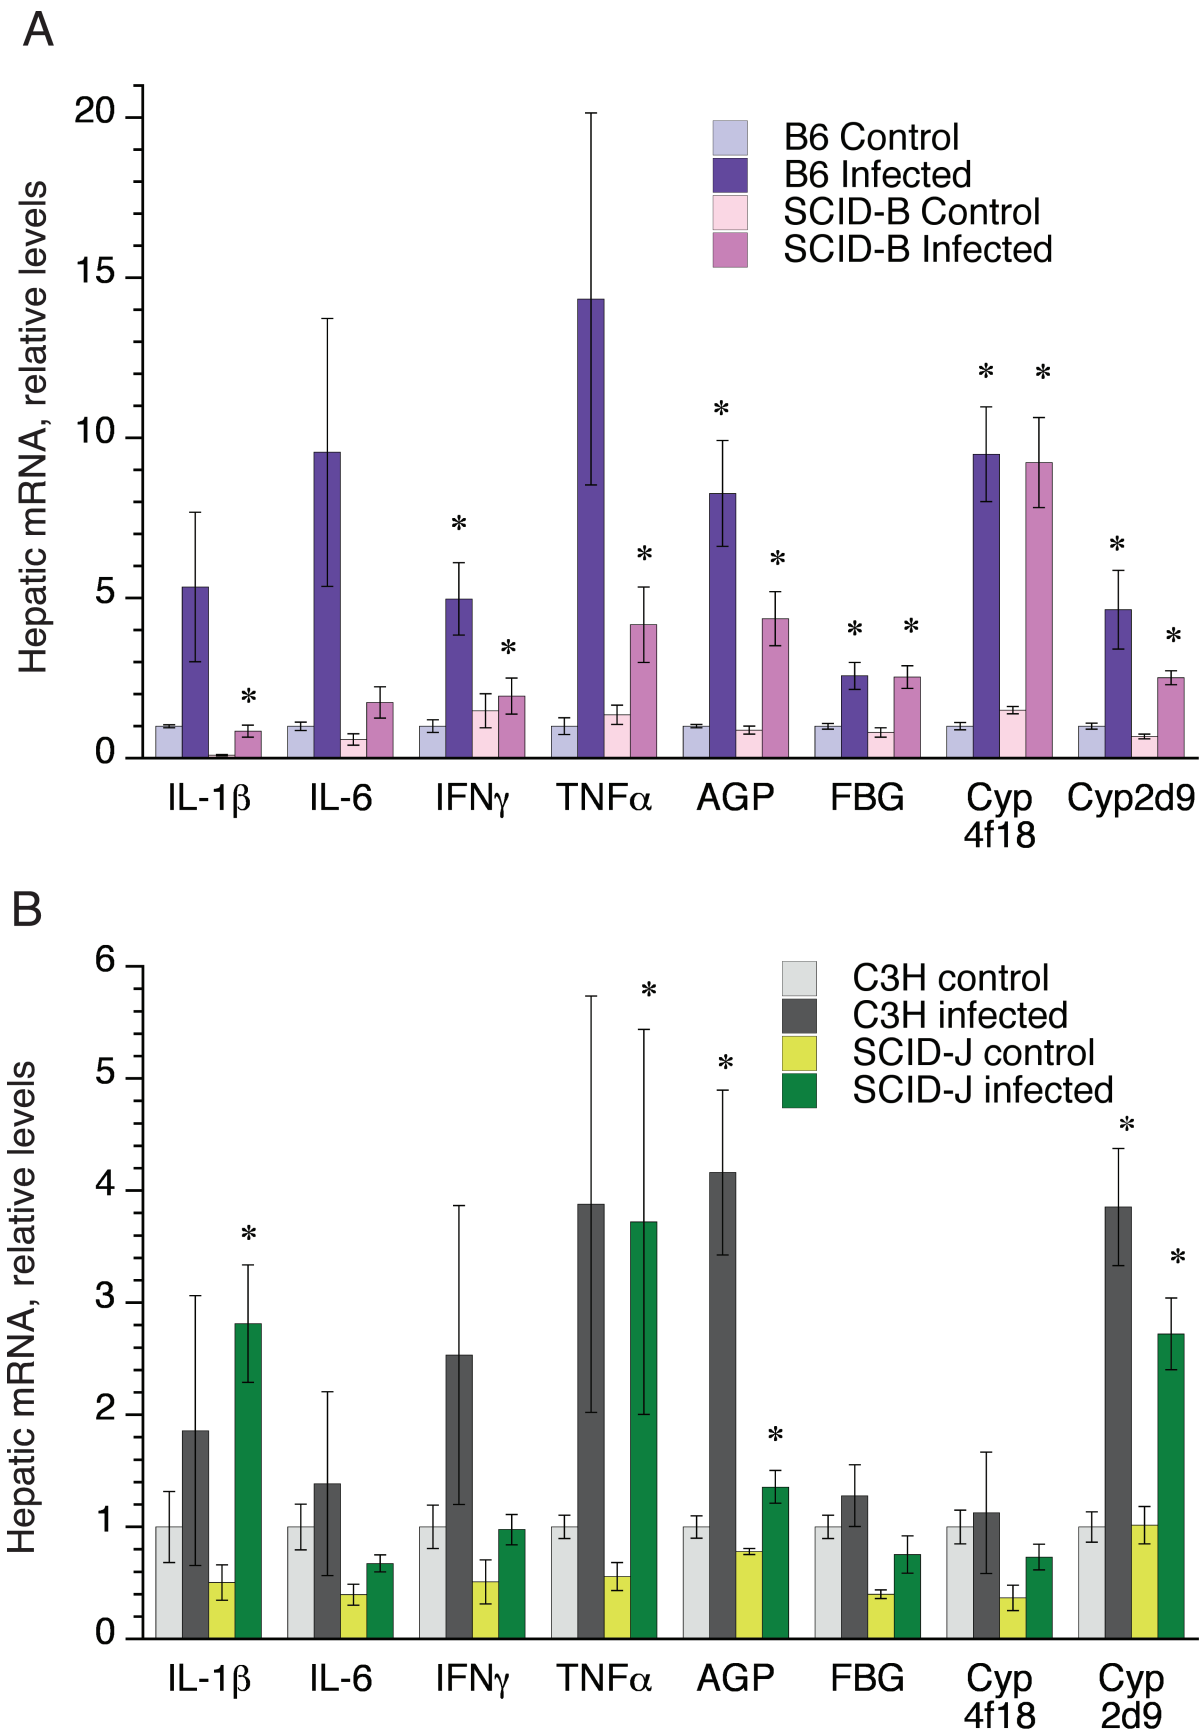 A
Hepatic mRNA, relative levels
20
15
10
5
0
B6 Control
B6 Infected
SCID-B Control
SCID-B Infected
* * * * * * * * * * * *
IL-1β IL-6 IFNγ TNFα AGP FBG Cyp 4f18 Cyp2d9
B
Hepatic mRNA, relative levels
6
5
4
3
2
1
0
C3H control
C3H infected
SCID-J control
SCID-J infected
* * * * * *
IL-1β IL-6 IFNγ TNFα AGP FBG Cyp 4f18 Cyp 2d9